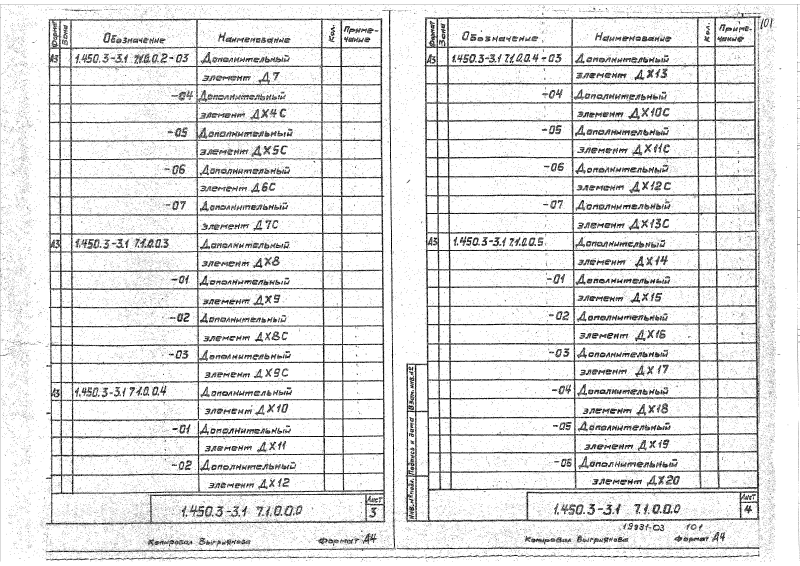 Формат Зона Обозначение Наименование Кол. Приме-
чание
А3 1.450.3-3.1 7.1.0.0.2-03 Дополнительный
элемент Д7
-04 Дополнительный
элемент ДХ4С
-05 Дополнительный
элемент ДХ5С
-06 Дополнительный
элемент Д6С
-07 Дополнительный
элемент Д7С
А3 1.450.3-3.1 7.1.0.0.3 Дополнительный
элемент ДХ8
-01 Дополнительный
элемент ДХ9
-02 Дополнительный
элемент ДХ8С
-03 Дополнительный
элемент ДХ9С
А3 1.450.3-3.1 7.1.0.0.4 Дополнительный
элемент ДХ10
-01 Дополнительный
элемент ДХ11
-02 Дополнительный
элемент ДХ12
1.450.3-3.1 7.1.0.0.0
Лист
3
Копировал Выгриянова Формат А4
101
Формат Зона Обозначение Наименование Кол. Приме-
чание
А3 1.450.3-3.1 7.1.0.0.4-03 Дополнительный
элемент ДХ13
-04 Дополнительный
элемент ДХ10С
-05 Дополнительный
элемент ДХ11С
-06 Дополнительный
элемент ДХ12С
-07 Дополнительный
элемент ДХ13С
А3 1.450.3-3.1 7.1.0.0.5 Дополнительный
элемент ДХ14
-01 Дополнительный
элемент ДХ15
-02 Дополнительный
элемент ДХ16
-03 Дополнительный
элемент ДХ17
-04 Дополнительный
элемент ДХ18
-05 Дополнительный
элемент ДХ19
-06 Дополнительный
элемент ДХ20
Инв. № подл. Подпись и дата Взам. инв. №
1.450.3-3.1 7.1.0.0.0
Лист
4
19931-03 101
Копировал Выгриянова Формат А4